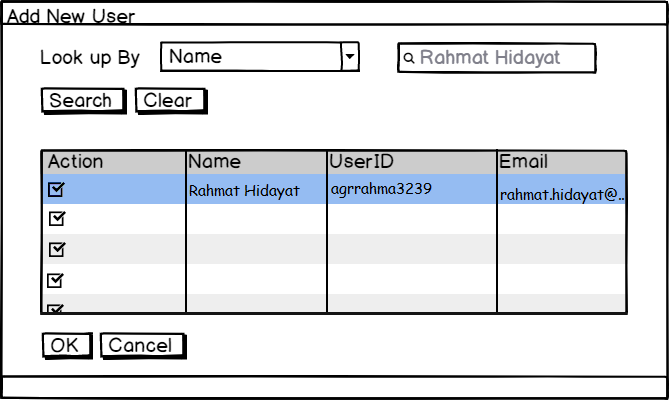 Add New User
Look up By Name Rahmat Hidayat
Search Clear
Action Name UserID Email
Rahmat Hidayat agrrahma3239 rahmat.hidayat@..
OK Cancel